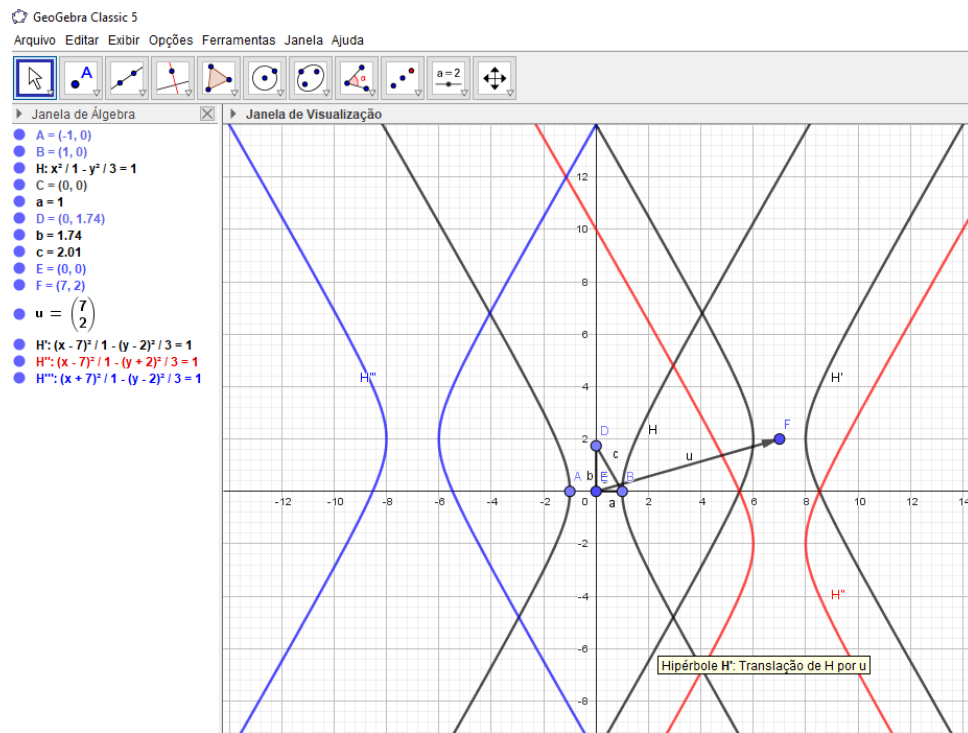 GeoGebra Classic 5
Arquivo Editar Exibir Opções Ferramentas Janela Ajuda
A α a = 2
Janela de Álgebra
Janela de Visualização
A = (-1, 0)
B = (1, 0)
H: x² / 1 - y² / 3 = 1
C = (0, 0)
a = 1
D = (0, 1.74)
b = 1.74
c = 2.01
E = (0, 0)
F = (7, 2)
u = (7 2)
H': (x - 7)² / 1 - (y - 2)² / 3 = 1
H'': (x - 7)² / 1 - (y + 2)² / 3 = 1
H''': (x + 7)² / 1 - (y - 2)² / 3 = 1
12
10
8
6
4
H''' H'
D H F
2
c u
A b E B
-12 -10 -8 -6 -4 -2 0 0 2 4 6 8 10 12 14
a
-2
-4
H''
-6
Hipérbole H': Translação de H por u
-8